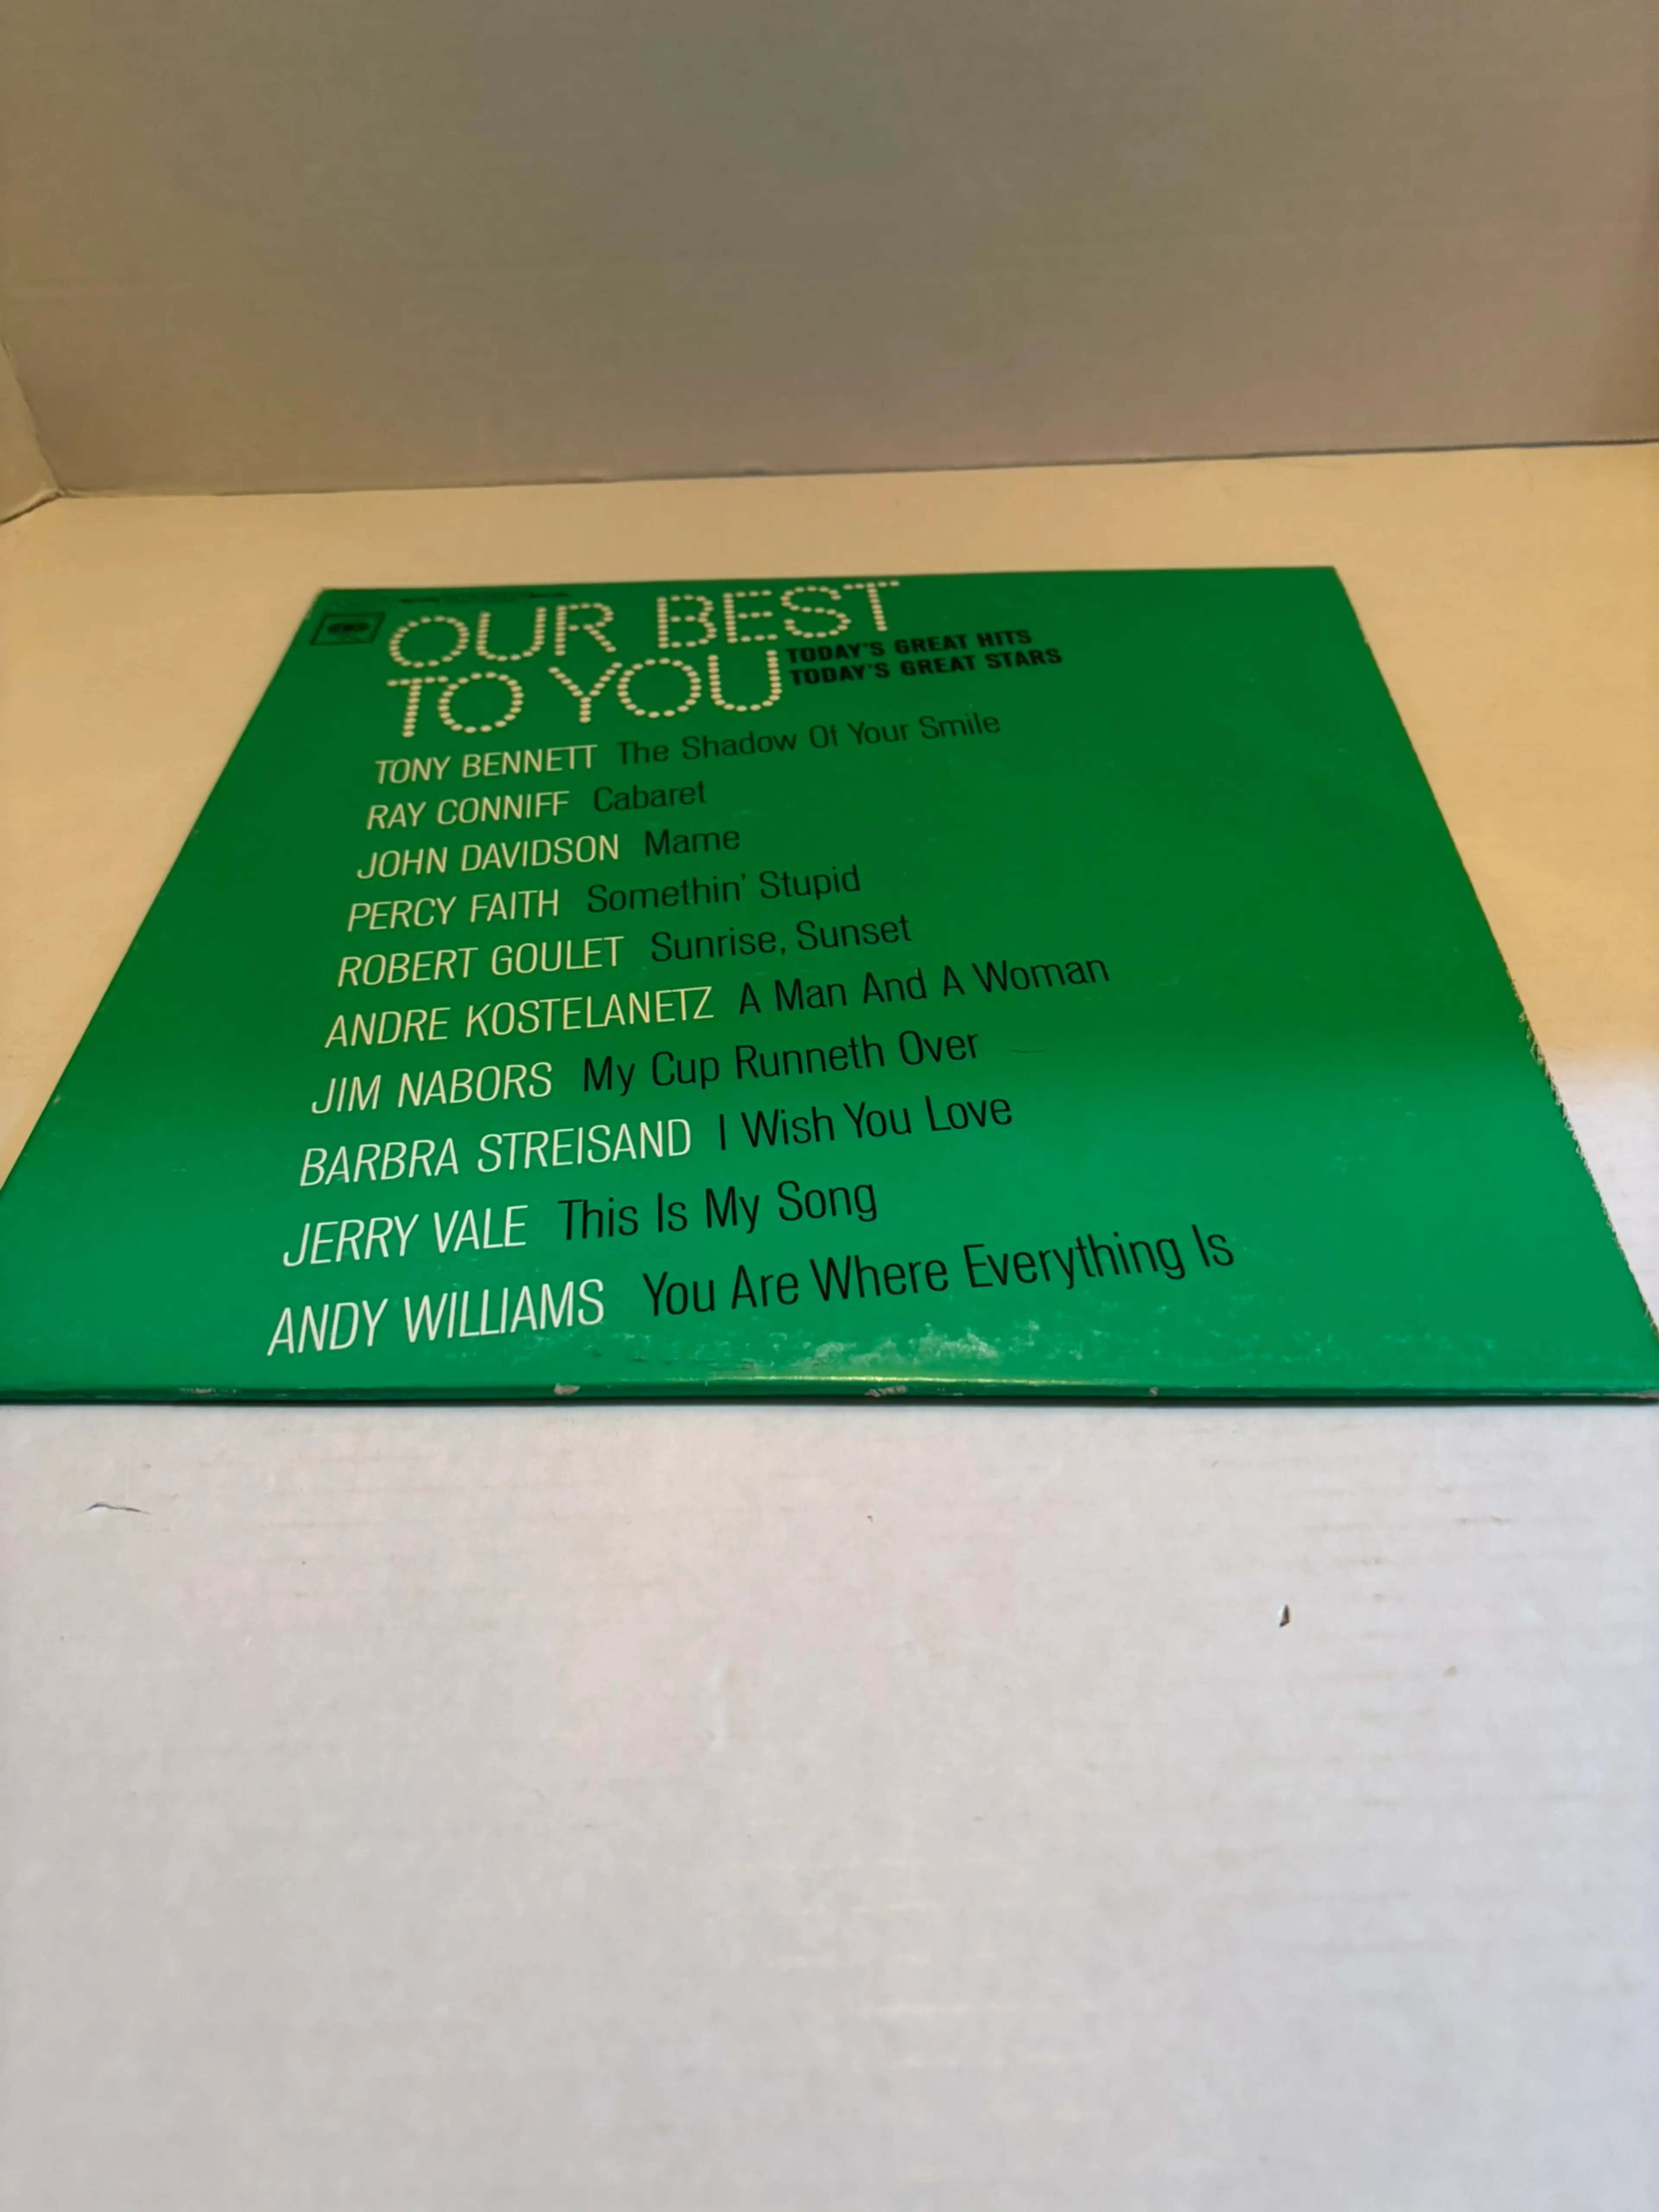 OUR BEST
TO YOU
TODAY'S GREAT HITS
TODAY'S GREAT STARS
TONY BENNETT The Shadow Of Your Smile
RAY CONNIFF Cabaret
JOHN DAVIDSON Mame
PERCY FAITH Somethin' Stupid
ROBERT GOULET Sunrise, Sunset
ANDRE KOSTELANETZ A Man And A Woman
JIM NABORS My Cup Runneth Over
BARBRA STREISAND I Wish You Love
JERRY VALE This Is My Song
ANDY WILLIAMS You Are Where Everything Is